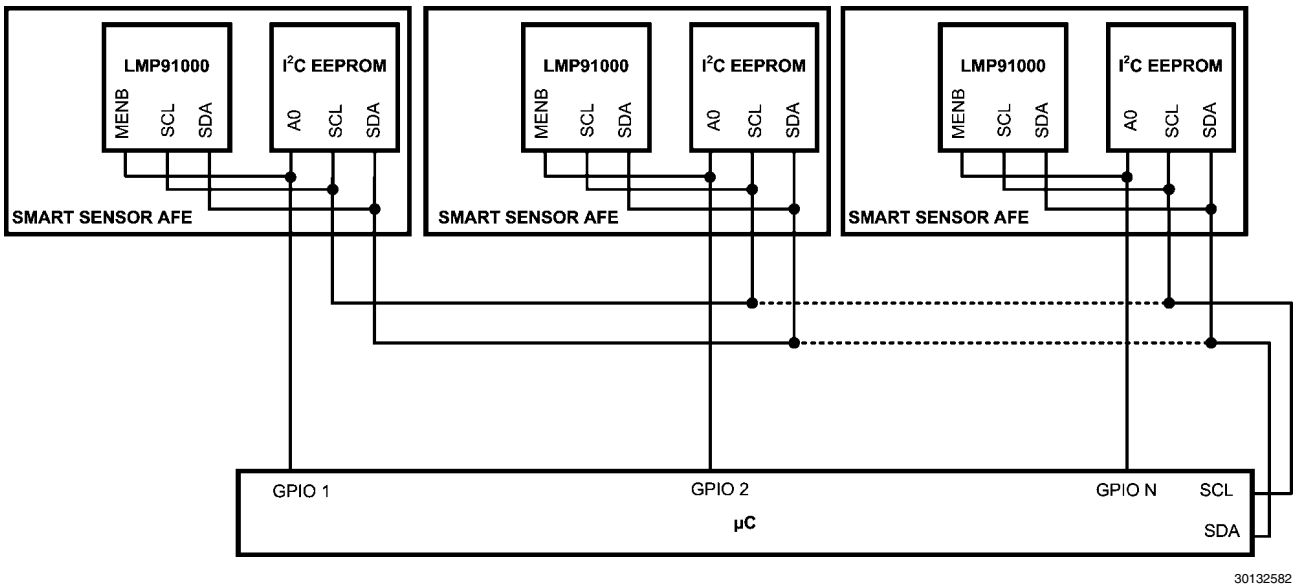 LMP91000
I²C EEPROM
MENB
SCL
SDA
A0
SCL
SDA
SMART SENSOR AFE
LMP91000
I²C EEPROM
MENB
SCL
SDA
A0
SCL
SDA
SMART SENSOR AFE
LMP91000
I²C EEPROM
MENB
SCL
SDA
A0
SCL
SDA
SMART SENSOR AFE
GPIO 1
GPIO 2
GPIO N
SCL
µC
SDA
30132582